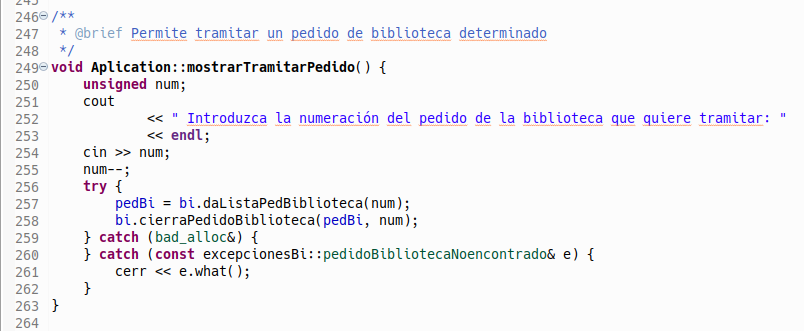 245
246 /**
247  * @brief Permite tramitar un pedido de biblioteca determinado
248  */
249 void Aplication::mostrarTramitarPedido() {
250     unsigned num;
251     cout
252             << " Introduzca la numeración del pedido de la biblioteca que quiere tramitar: "
253             << endl;
254     cin >> num;
255     num--;
256     try {
257         pedBi = bi.daListaPedBiblioteca(num);
258         bi.cierraPedidoBiblioteca(pedBi, num);
259     } catch (bad_alloc&) {
260     } catch (const excepcionesBi::pedidoBibliotecaNoencontrado& e) {
261         cerr << e.what();
262     }
263 }
264